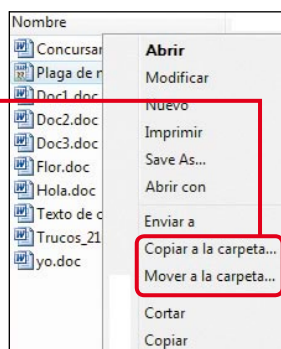 Nombre
Concursar
Plaga de r
Doc1.doc
Doc2.doc
Doc3.doc
Flor.doc
Hola.doc
Texto de c
Trucos_21
yo.doc
Abrir
Modificar
Nuevo
Imprimir
Save As...
Abrir con
Enviar a
Copiar a la carpeta...
Mover a la carpeta...
Cortar
Copiar